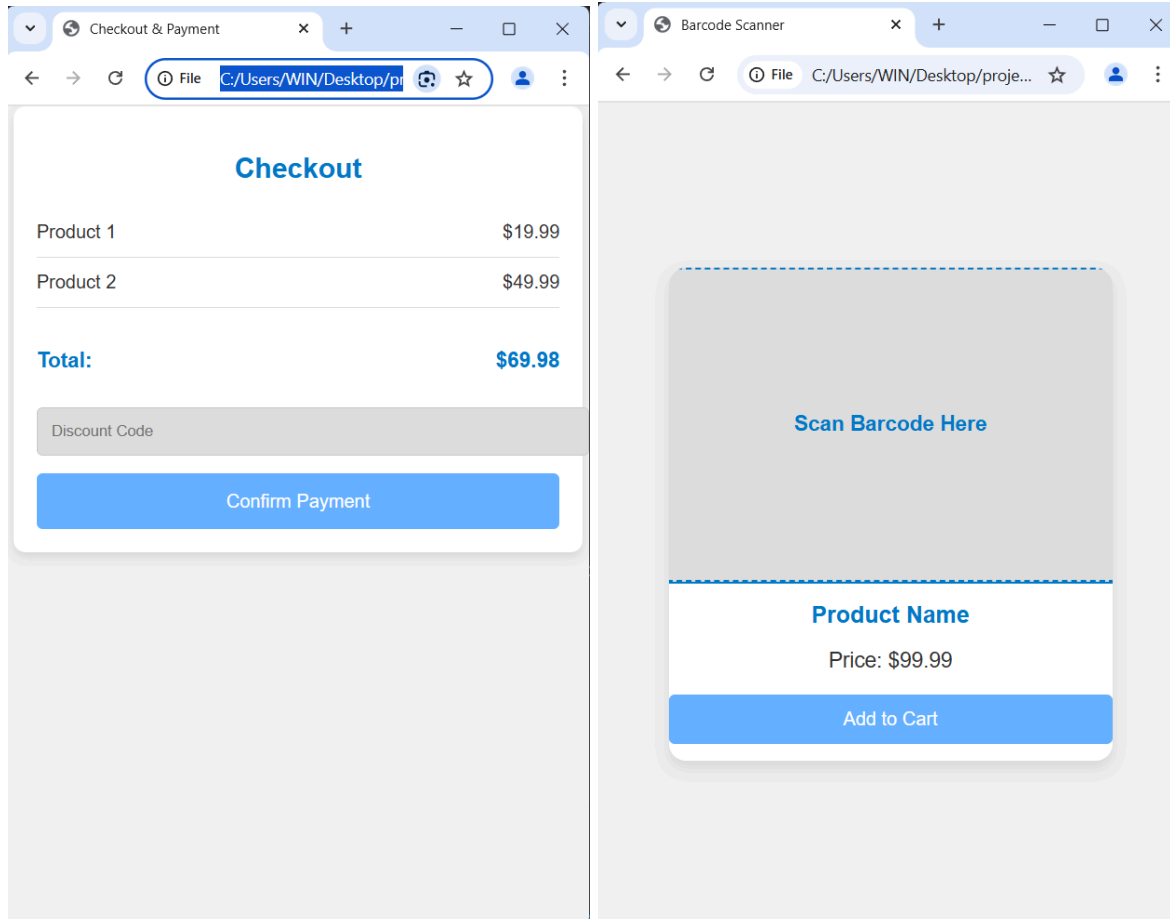 Checkout & Payment
File C:/Users/WIN/Desktop/pr
Checkout
Product 1 $19.99
Product 2 $49.99
Total: $69.98
Discount Code
Confirm Payment
Barcode Scanner
File C:/Users/WIN/Desktop/proje...
Scan Barcode Here
Product Name
Price: $99.99
Add to Cart